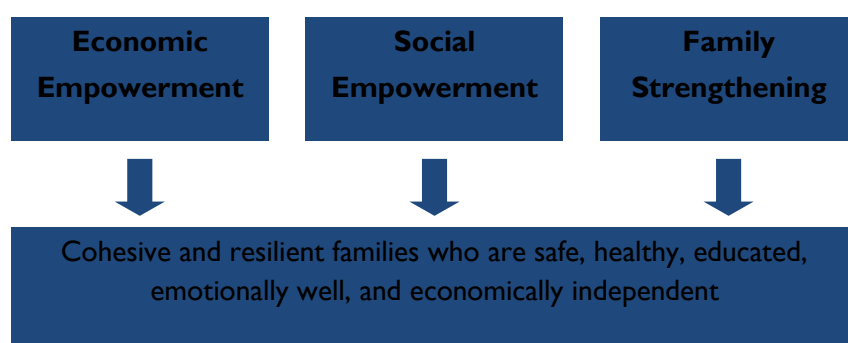 Economic
Empowerment
Social
Empowerment
Family
Strengthening
Cohesive and resilient families who are safe, healthy, educated,
emotionally well, and economically independent